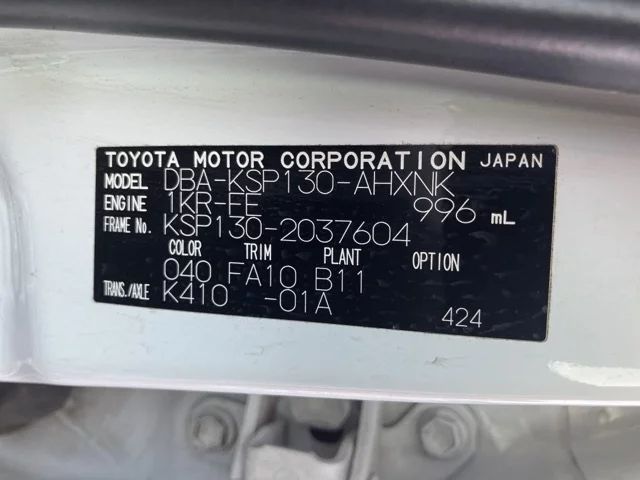 TOYOTA MOTOR CORPORATION JAPAN
MODEL DBA-KSP130-AHXNK
ENGINE 1KR-FE 996 mL
FRAME No. KSP130-2037604
COLOR TRIM PLANT OPTION
040 FA10 B11
TRANS./AXLE K410 -01A
424